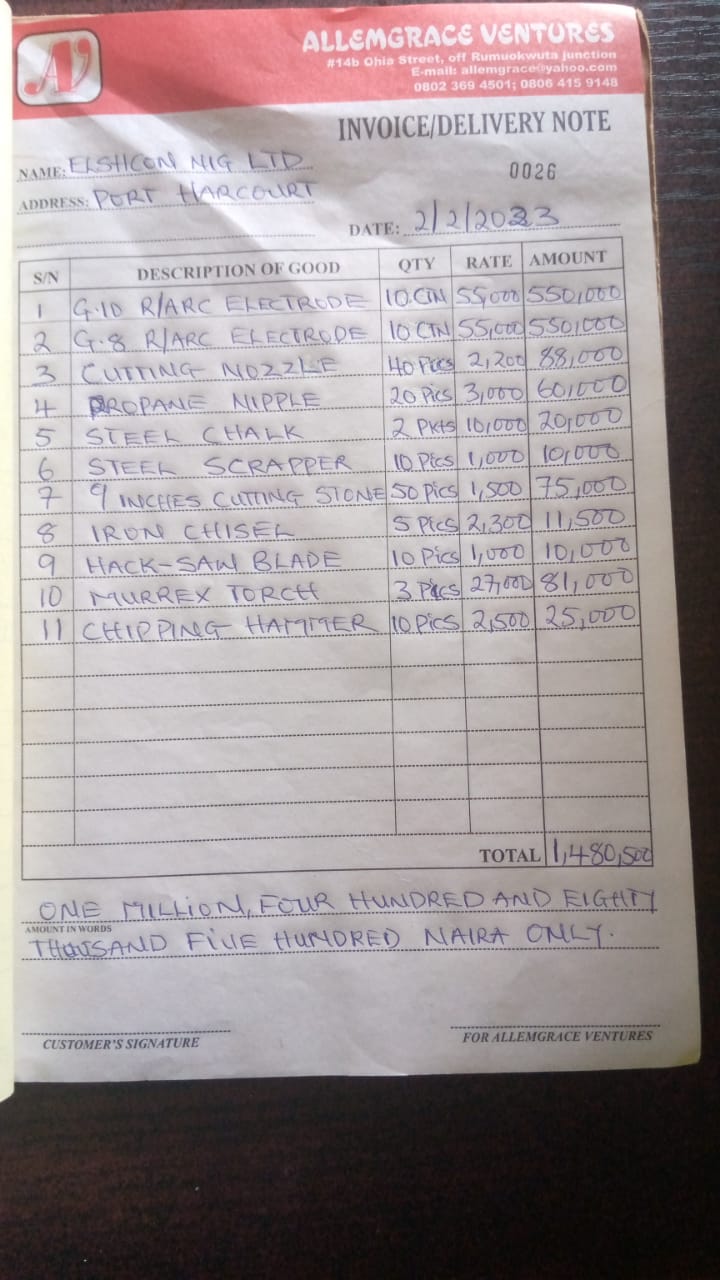 A'
ALLEMGRACE VENTURES
#14b Ohia Street, off Rumuokwuta junction
E-mail: allemgrace@yahoo.com
0802 369 4501; 0806 415 9148
INVOICE/DELIVERY NOTE
NAME: ELSHCON NIG LTD
0026
ADDRESS: PORT HARCOURT
DATE: 2/2/2023
S/N DESCRIPTION OF GOOD QTY RATE AMOUNT
1 G.10 R/ARC ELECTRODE 10 CTN 55,000 550,000
2 G.8 R/ARC ELECTRODE 10 CTN 55,000 550,000
3 CUTTING NOZZLE 40 Pics 2,200 88,000
4 PROPANE NIPPLE 20 Pics 3,000 60,000
5 STEEL CHALK 2 Pkts 10,000 20,000
6 STEEL SCRAPPER 10 Pics 1,000 10,000
7 9 INCHES CUTTING STONE 50 Pics 1,500 75,000
8 IRON CHISEL 5 Pics 2,300 11,500
9 HACK-SAW BLADE 10 Pics 1,000 10,000
10 MURREX TORCH 3 Pics 27,000 81,000
11 CHIPPING HAMMER 10 Pics 2,500 25,000
TOTAL 1,480,500
ONE MILLION, FOUR HUNDRED AND EIGHTY
AMOUNT IN WORDS
THOUSAND FIVE HUNDRED NAIRA ONLY.
CUSTOMER'S SIGNATURE
FOR ALLEMGRACE VENTURES